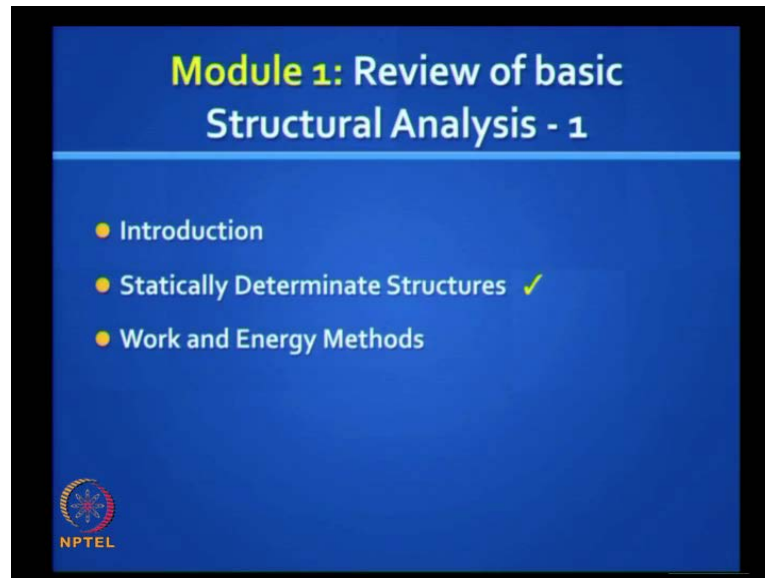 Module 1: Review of basic
Structural Analysis - 1
Introduction
Statically Determinate Structures ✓
Work and Energy Methods
NPTEL